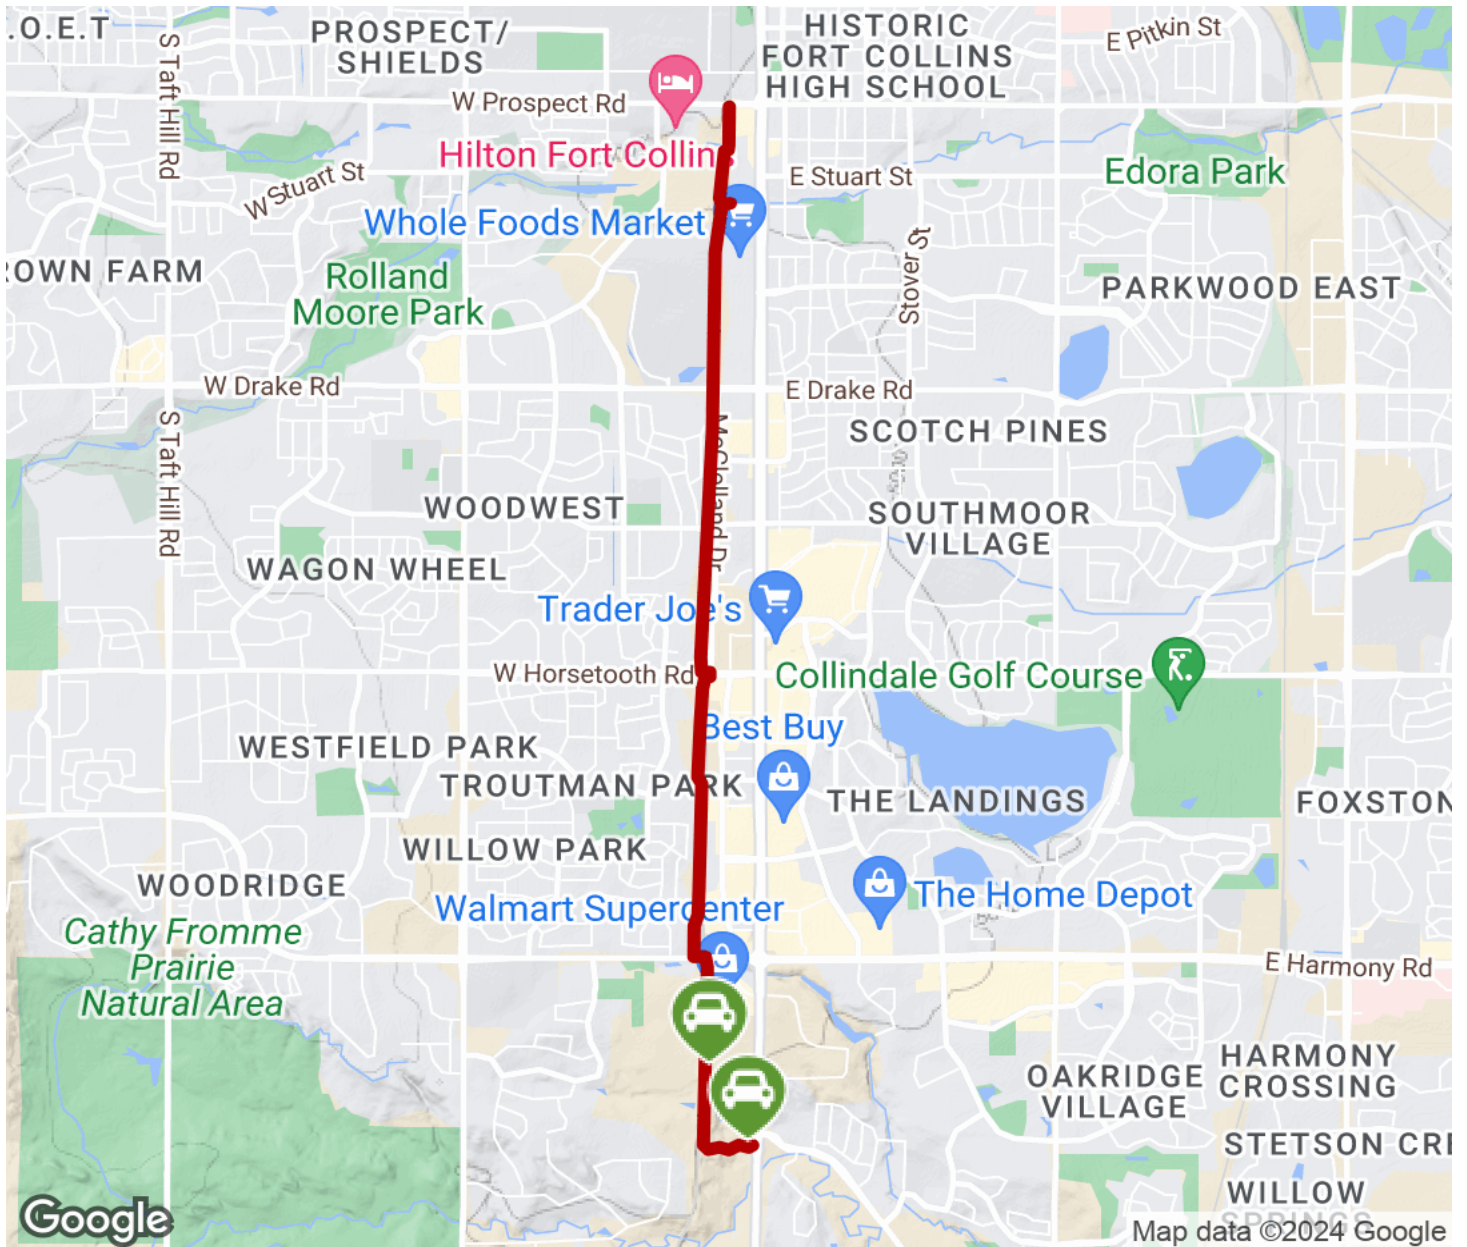 .O.E.T
S Taft Hill Rd
PROSPECT/
SHIELDS
HISTORIC
FORT COLLINS
HIGH SCHOOL
E Pitkin St
W Prospect Rd
Hilton Fort Collins
W Stuart St
E Stuart St
Edora Park
Whole Foods Market
Stover St
ROWN FARM
Rolland
Moore Park
PARKWOOD EAST
W Drake Rd
E Drake Rd
S Taft Hill Rd
McClelland Dr
SCOTCH PINES
WOODWEST
SOUTHMOOR
VILLAGE
WAGON WHEEL
Trader Joe's
W Horsetooth Rd
Collindale Golf Course
Best Buy
WESTFIELD PARK
TROUTMAN PARK
THE LANDINGS
FOXSTON
WILLOW PARK
WOODRIDGE
Walmart Supercenter
The Home Depot
Cathy Fromme
Prairie
Natural Area
E Harmony Rd
HARMONY
CROSSING
OAKRIDGE
VILLAGE
STETSON CRE
WILLOW
SPRINGS
Google
Map data ©2024 Google